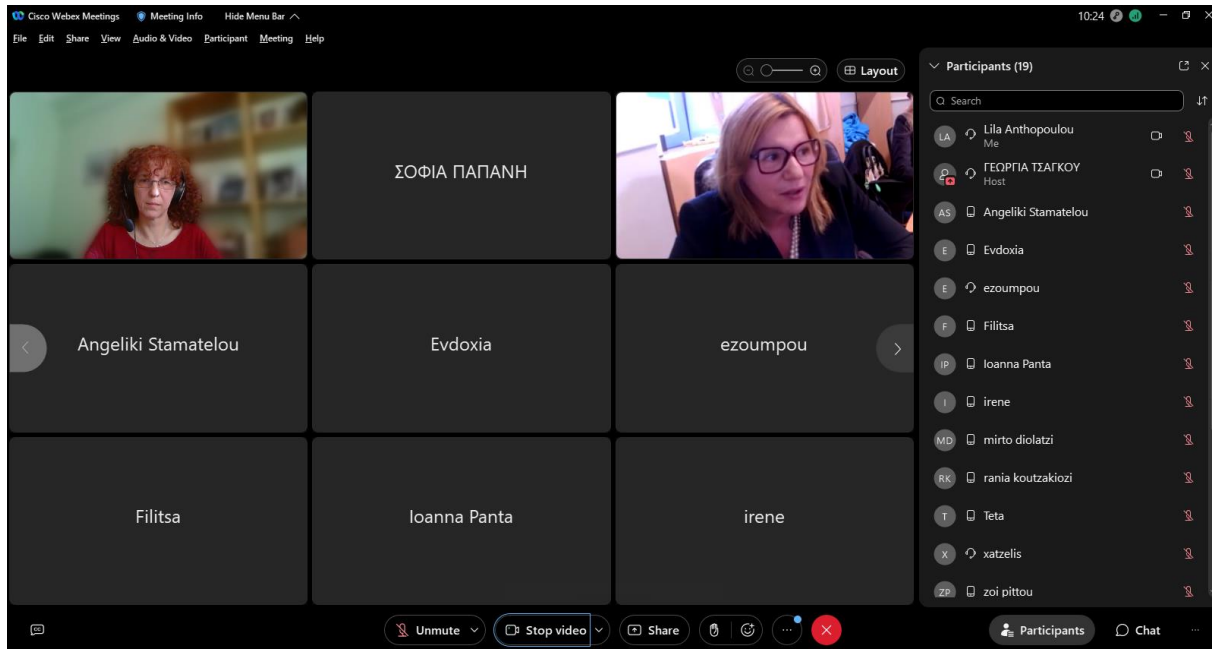 Cisco Webex Meetings Meeting Info Hide Menu Bar
10:24
File Edit Share View Audio & Video Participant Meeting Help
Layout
ΣΟΦΙΑ ΠΑΠΑΝΗ
Angeliki Stamatelou
Evdoxia
ezoumpou
Filitsa
Ioanna Panta
irene
Participants (19)
Search
LA Lila Anthopoulou
Me
ΓΕΩΡΓΙΑ ΤΣΑΓΚΟΥ
Host
AS Angeliki Stamatelou
E Evdoxia
E ezoumpou
F Filitsa
IP Ioanna Panta
I irene
MD mirto diolatzi
RK rania koutzakiozi
T Teta
X xatzelis
ZP zoi pittou
CC
Unmute
Stop video
Share
Participants
Chat